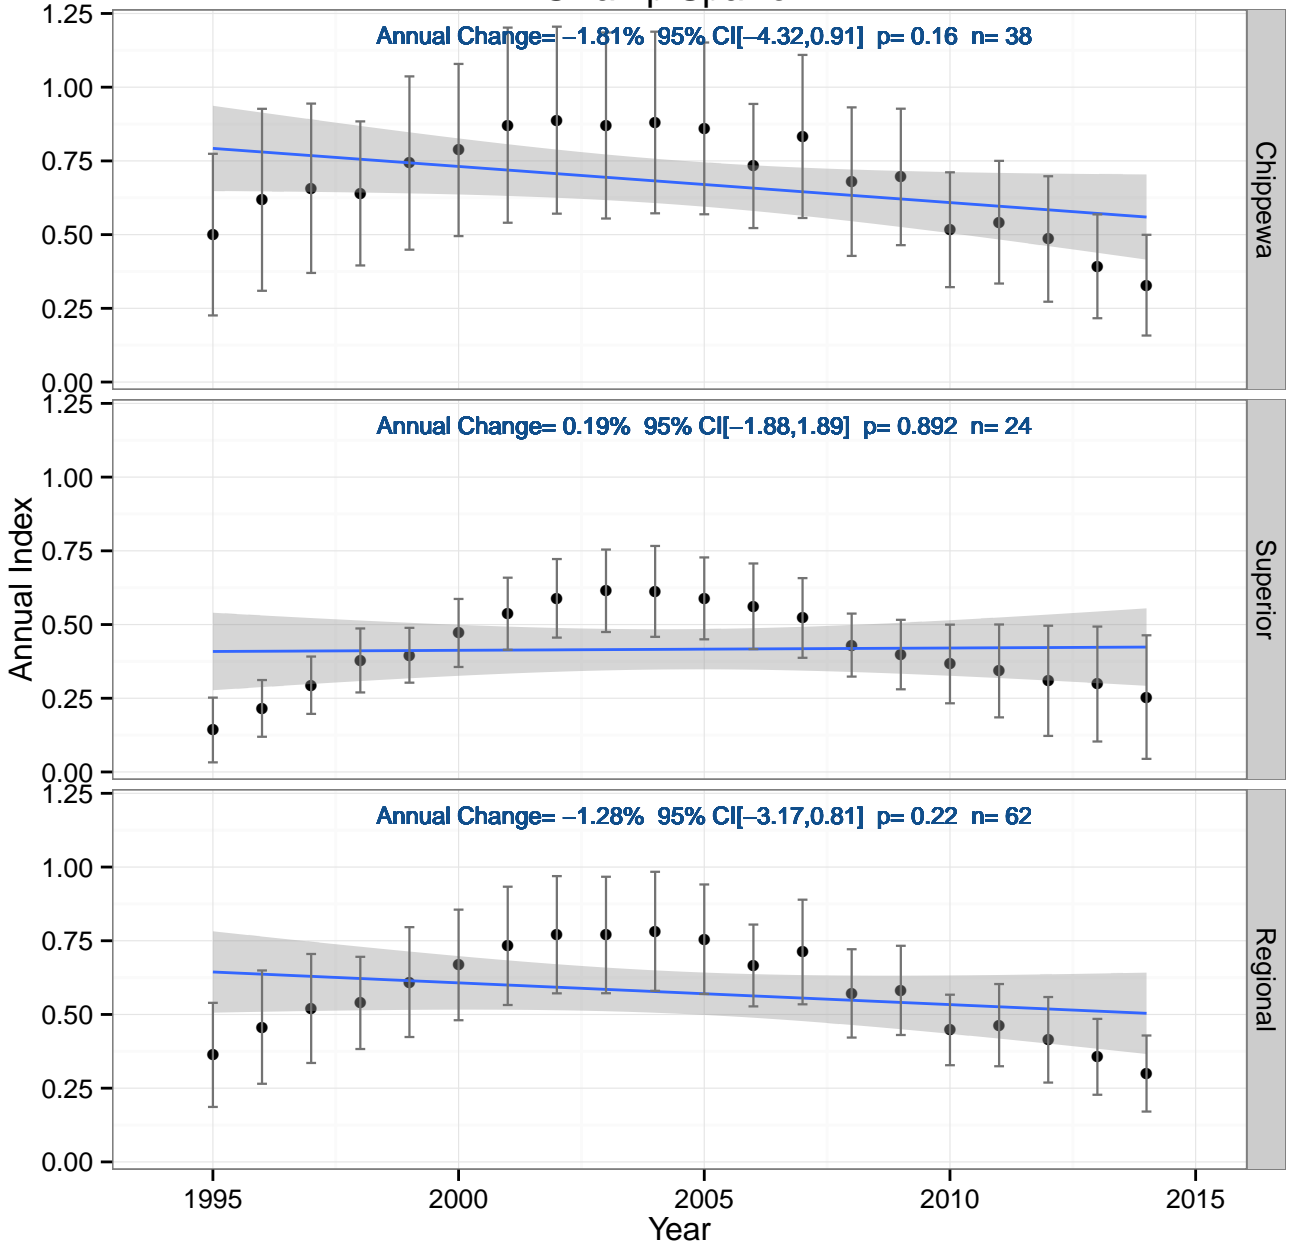 Annual Change= −1.81%  95% CI[−4.32,0.91]  p= 0.16  n= 38
1.25
1.00
0.75
0.50
0.25
0.00
Chippewa
Annual Change= 0.19%  95% CI[−1.88,1.89]  p= 0.892  n= 24
1.25
1.00
0.75
0.50
0.25
0.00
Superior
Annual Index
Annual Change= −1.28%  95% CI[−3.17,0.81]  p= 0.22  n= 62
1.25
1.00
0.75
0.50
0.25
0.00
Regional
1995 2000 2005 2010 2015
Year